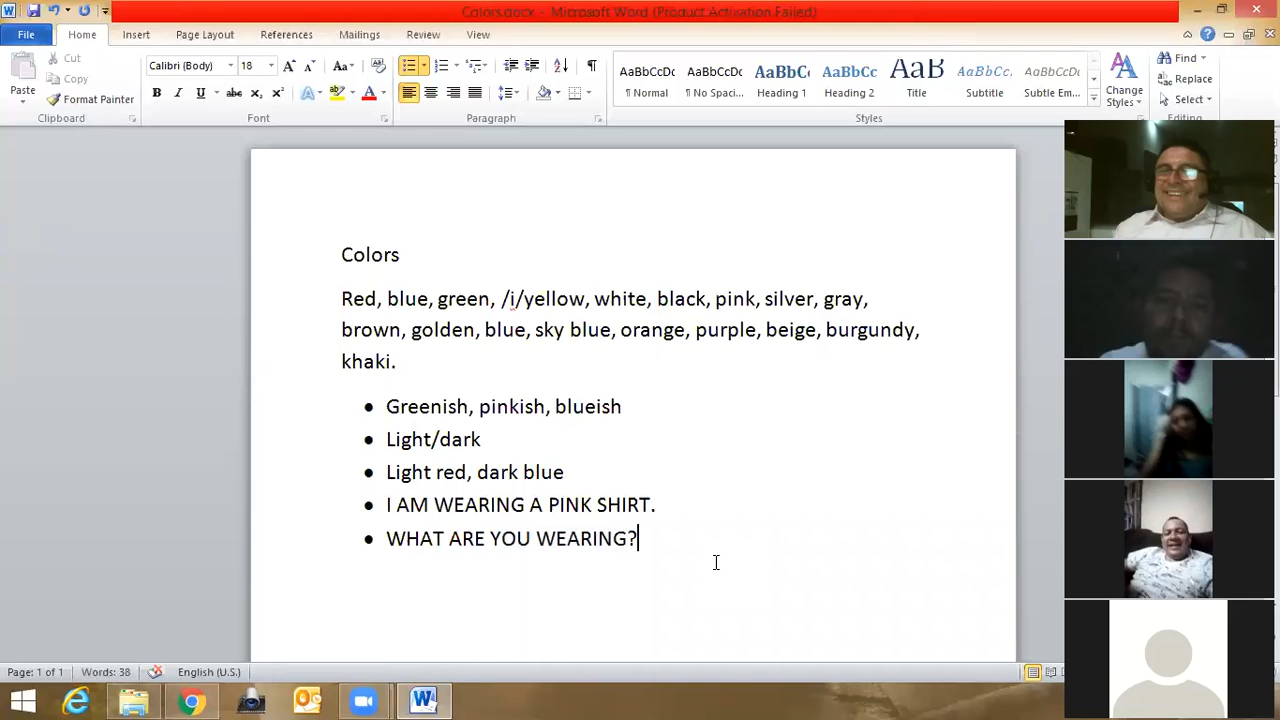 Colors.docx - Microsoft Word (Product Activation Failed)
File Home Insert Page Layout References Mailings Review View
Cut
Copy
Format Painter
Paste
Calibri (Body) 18
AaBbCcDc AaBbCcDc AaBbC AaBbCc AaB AaBbCc. AaBbCcDc
¶ Normal ¶ No Spaci... Heading 1 Heading 2 Title Subtitle Subtle Em...
Change
Styles
Find
Replace
Select
Clipboard Font Paragraph Styles Editing
Colors
Red, blue, green, /i/yellow, white, black, pink, silver, gray,
brown, golden, blue, sky blue, orange, purple, beige, burgundy,
khaki.
• Greenish, pinkish, blueish
• Light/dark
• Light red, dark blue
• I AM WEARING A PINK SHIRT.
• WHAT ARE YOU WEARING?
Page: 1 of 1 Words: 38 English (U.S.)